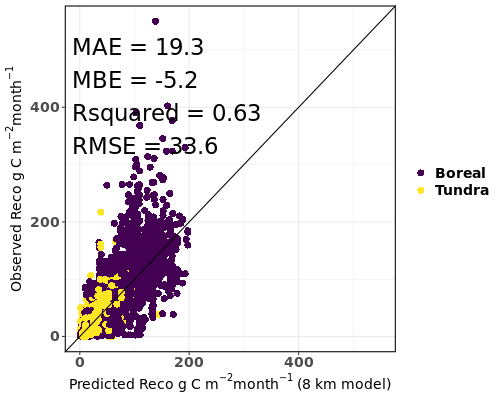 MAE = 19.3
MBE = -5.2
Rsquared = 0.63
RMSE = 33.6
400
200
0
0 200 400
Observed Reco g C m⁻²month⁻¹
Predicted Reco g C m⁻²month⁻¹ (8 km model)
Boreal
Tundra